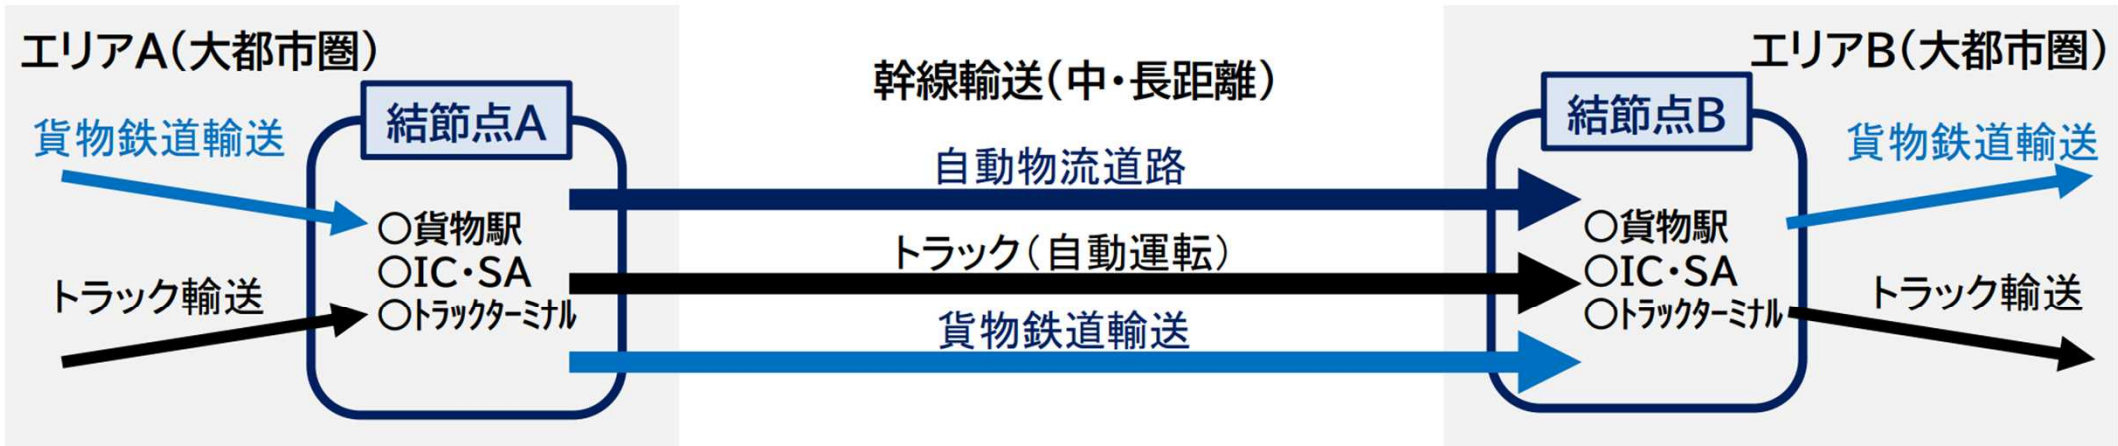 エリアA(大都市圏)
結節点A
貨物鉄道輸送
トラック輸送
○貨物駅
○IC・SA
○トラックターミナル
幹線輸送(中・長距離)
自動物流道路
トラック(自動運転)
貨物鉄道輸送
エリアB(大都市圏)
結節点B
○貨物駅
○IC・SA
○トラックターミナル
貨物鉄道輸送
トラック輸送